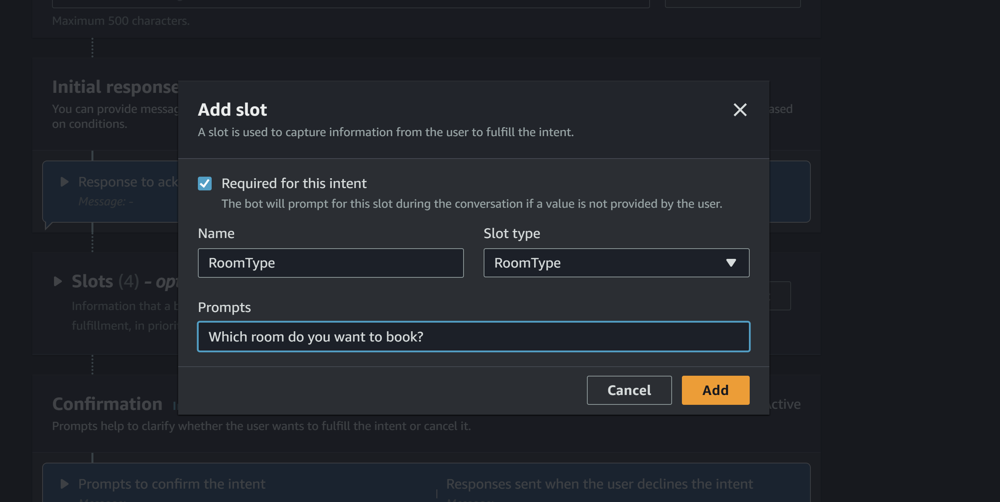 Maximum 500 characters.
Initial response
You can provide messag
ased
on conditions.
Add slot
A slot is used to capture information from the user to fulfill the intent.
Response to ack
Message: -
Required for this intent
The bot will prompt for this slot during the conversation if a value is not provided by the user.
Name
Slot type
RoomType
RoomType
Slots (4) - opt
Information that a b
fulfillment, in priorit
Prompts
Which room do you want to book?
Cancel
Add
Confirmation
Active
Prompts help to clarify whether the user wants to fulfill the intent or cancel it.
Prompts to confirm the intent
Responses sent when the user declines the intent